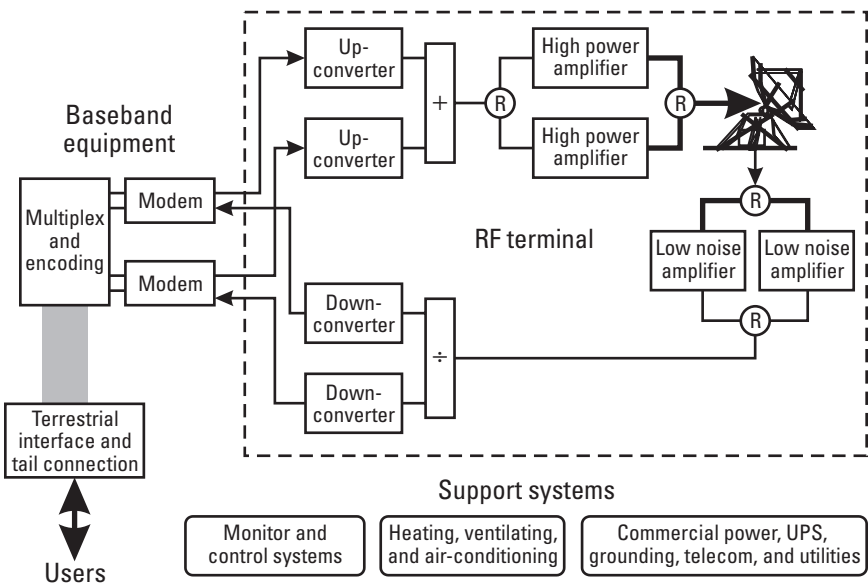 Up-
converter
High power
amplifier
+
R
R
Up-
converter
High power
amplifier
Baseband
equipment
Multiplex
and
encoding
Modem
Modem
RF terminal
R
Low noise
amplifier
Low noise
amplifier
R
Down-
converter
÷
Down-
converter
Terrestrial
interface and
tail connection
Users
Support systems
Monitor and
control systems
Heating, ventilating,
and air-conditioning
Commercial power, UPS,
grounding, telecom, and utilities